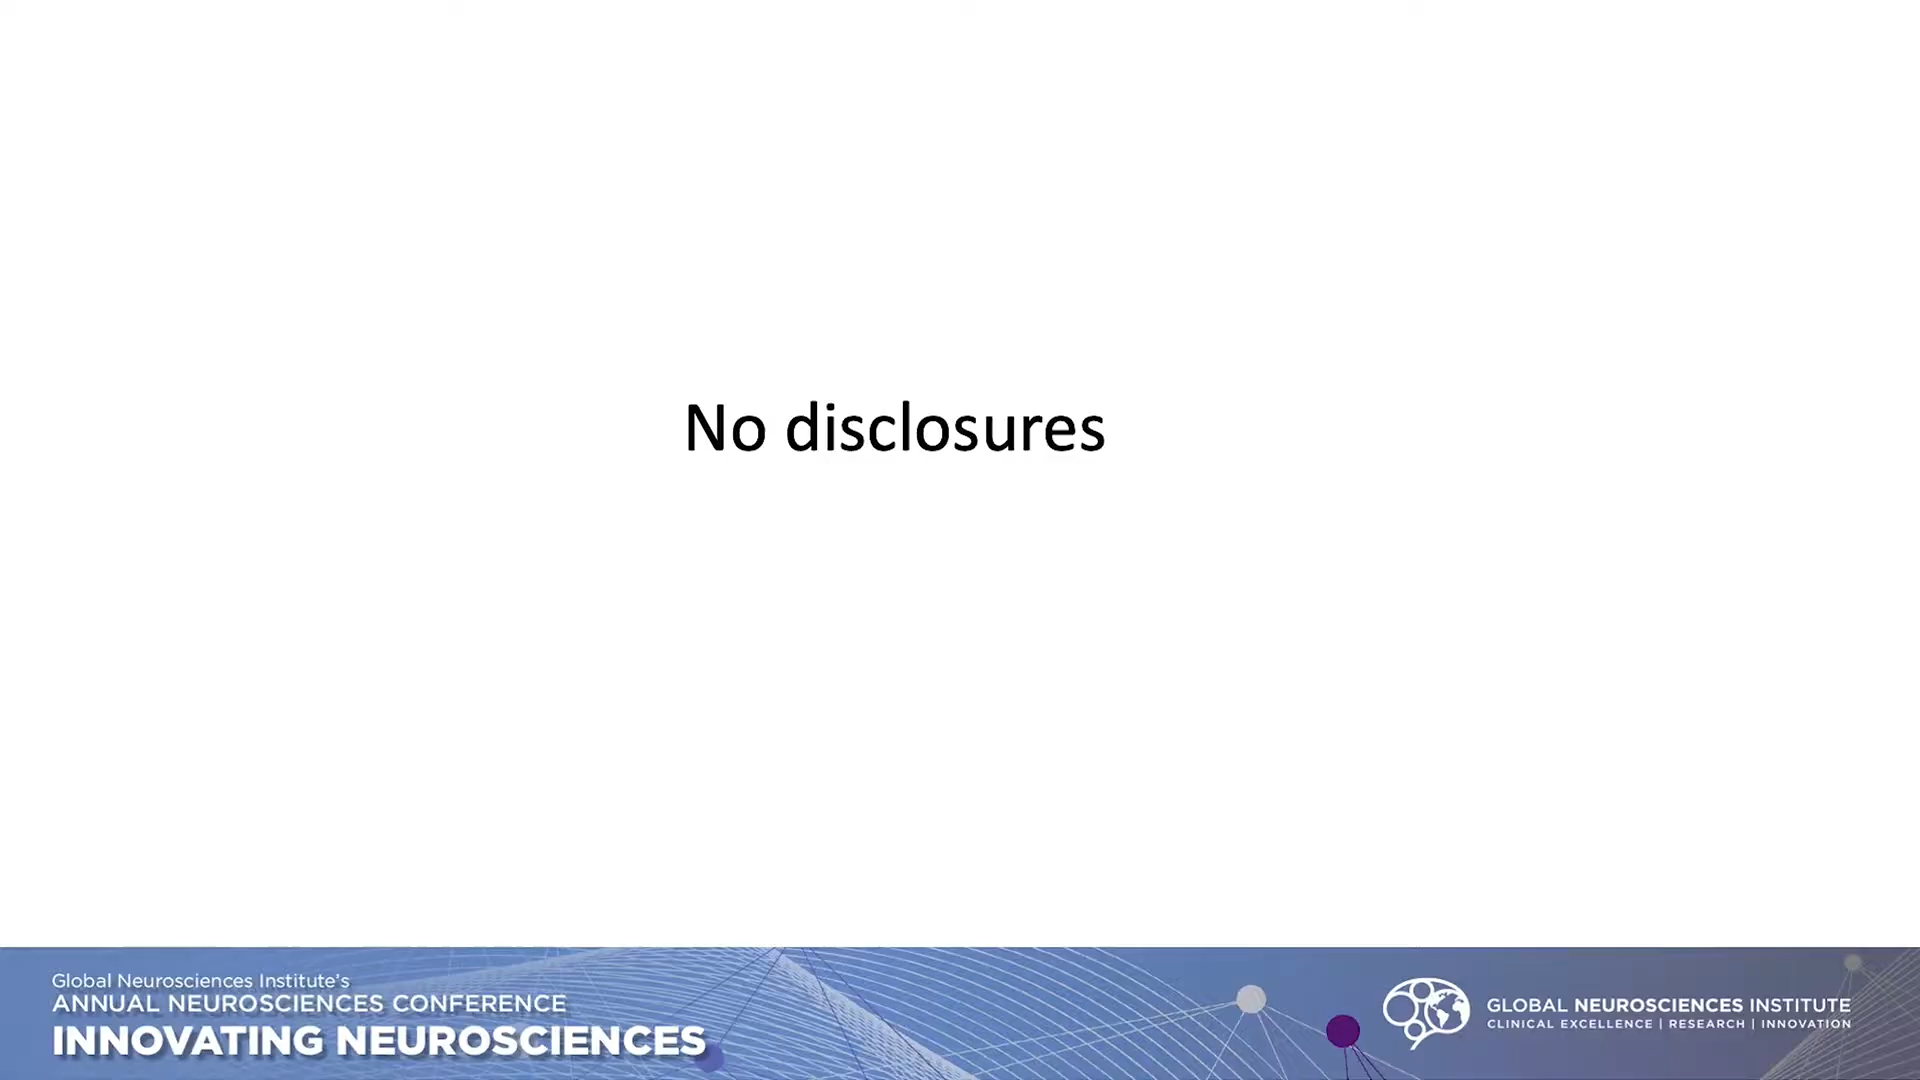 No disclosures
Global Neurosciences Institute's
ANNUAL NEUROSCIENCES CONFERENCE
INNOVATING NEUROSCIENCES
GLOBAL NEUROSCIENCES INSTITUTE
CLINICAL EXCELLENCE | RESEARCH | INNOVATION